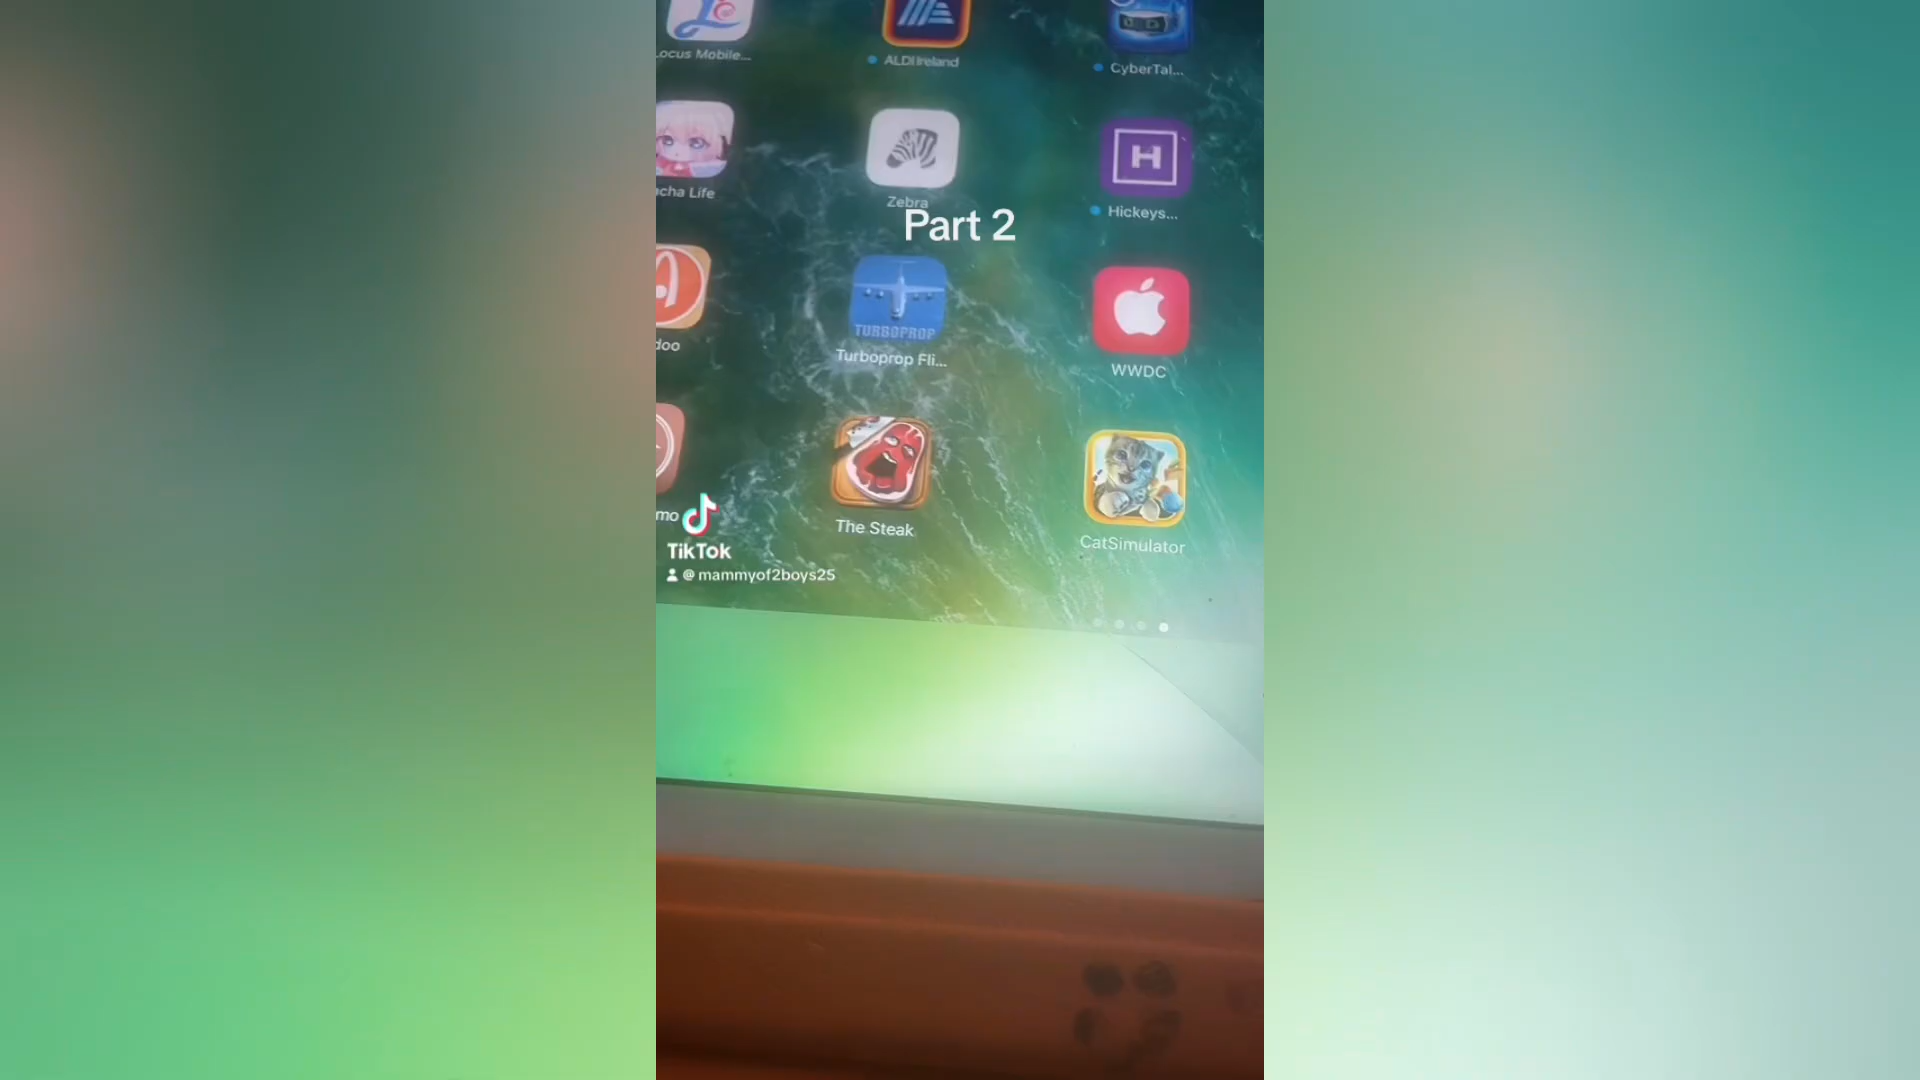 ocus Mobile...
ALDI Ireland
CyberTal...
cha Life
Zebra
H
Hickeys...
Part 2
doo
TURBOPROP
Turboprop Fli...
WWDC
mo
The Steak
CatSimulator
TikTok
@mammyof2boys25